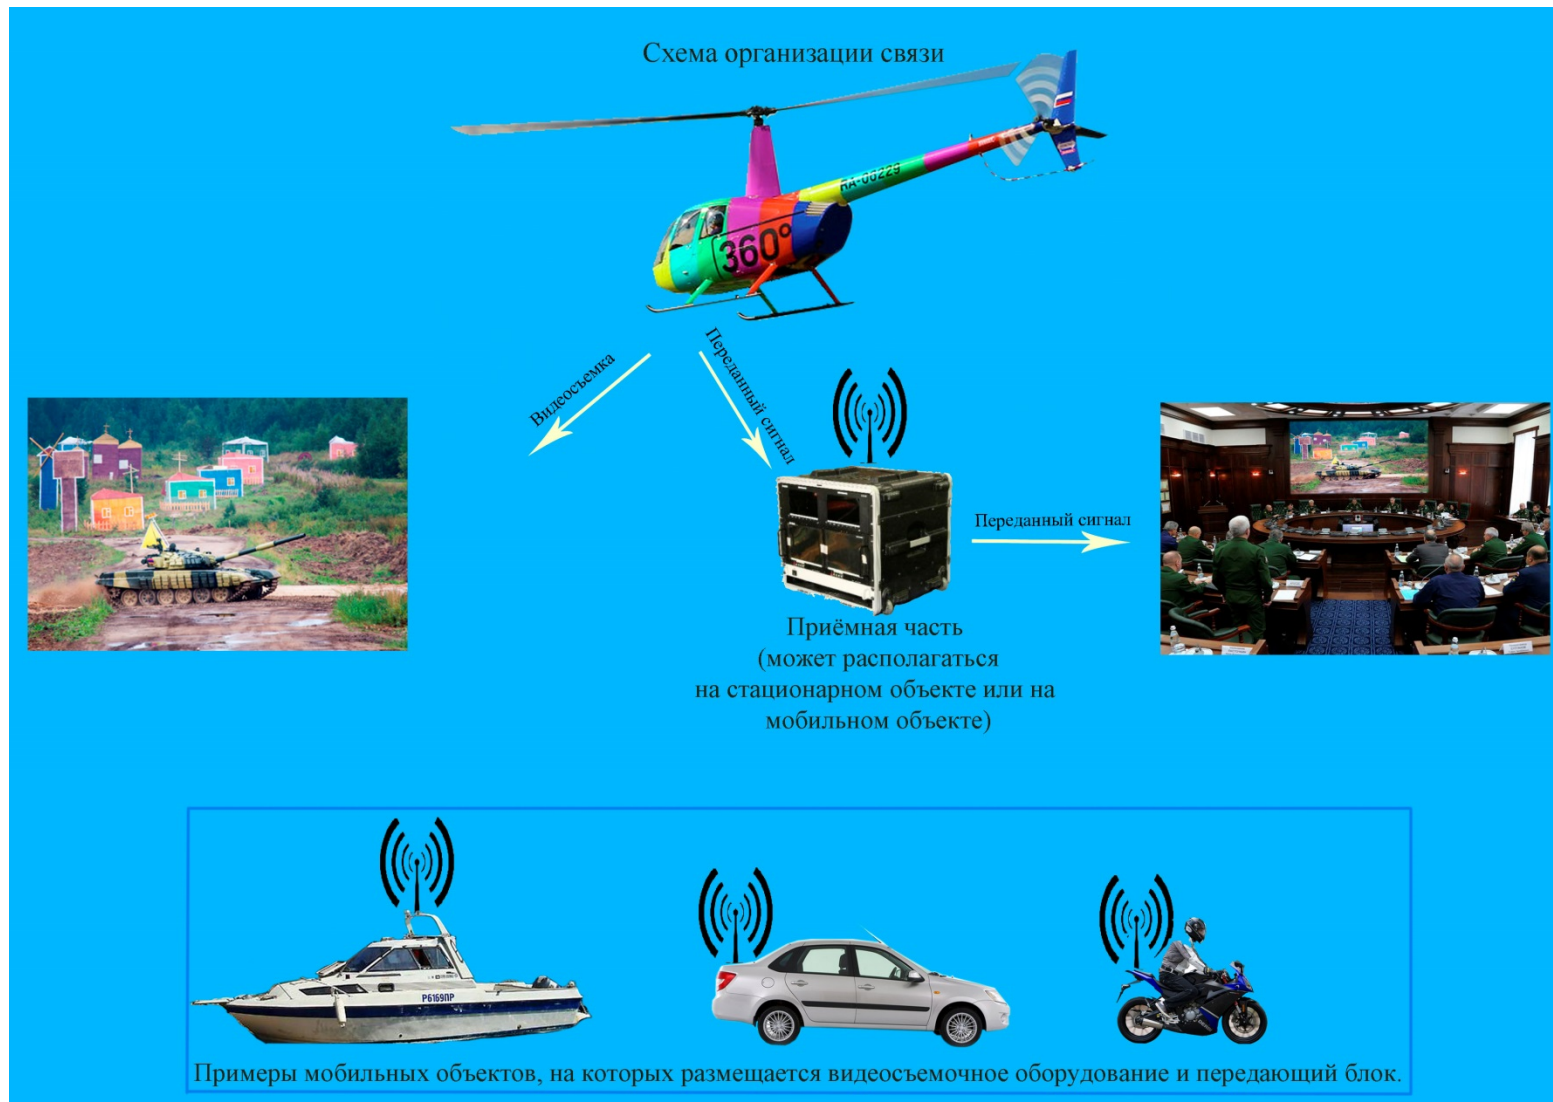 Схема организации связи
RA-06229
360°
Видеосъемка
Переданный сигнал
Переданный сигнал
Приёмная часть
(может располагаться
на стационарном объекте или на
мобильном объекте)
Р6169ПР
Примеры мобильных объектов, на которых размещается видеосъемочное оборудование и передающий блок.